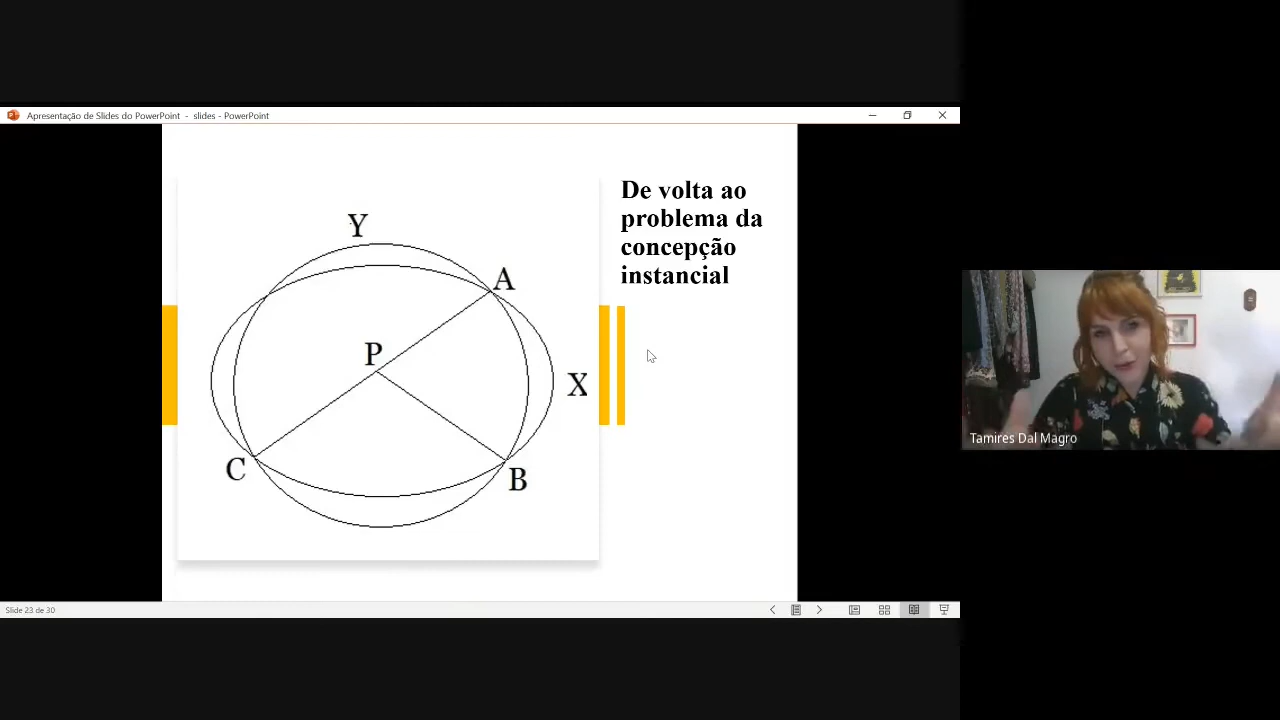 Apresentação de Slides do PowerPoint - slides - PowerPoint
De volta ao
problema da
concepção
instancial
Y
A
P
X
C
B
Tamires Dal Magro
Slide 23 de 30